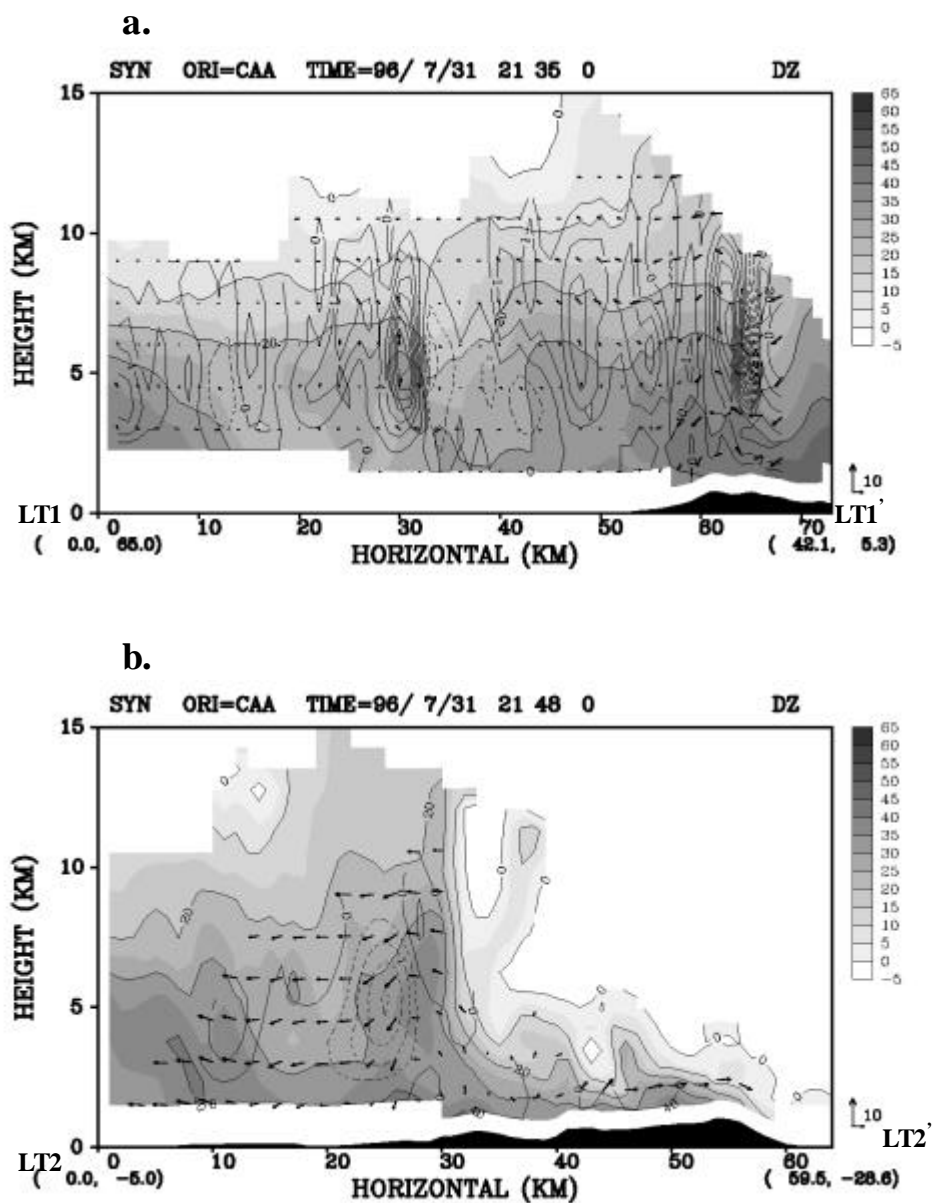 a.
SYN ORI=CAA TIME=96/ 7/31 21 35 0 DZ
15
10
5
0
HEIGHT (KM)
65
60
55
50
45
40
35
30
25
20
15
10
5
0
-5
10
LT1
LT1'
0 10 20 30 40 50 60 70
( 0.0, 65.0)
HORIZONTAL (KM)
( 42.1, 5.3)
b.
SYN ORI=CAA TIME=96/ 7/31 21 48 0 DZ
15
10
5
0
HEIGHT (KM)
65
60
55
50
45
40
35
30
25
20
15
10
5
0
-5
10
LT2
LT2'
0 10 20 30 40 50 60
( 0.0, -5.0)
HORIZONTAL (KM)
( 59.5, -28.6)